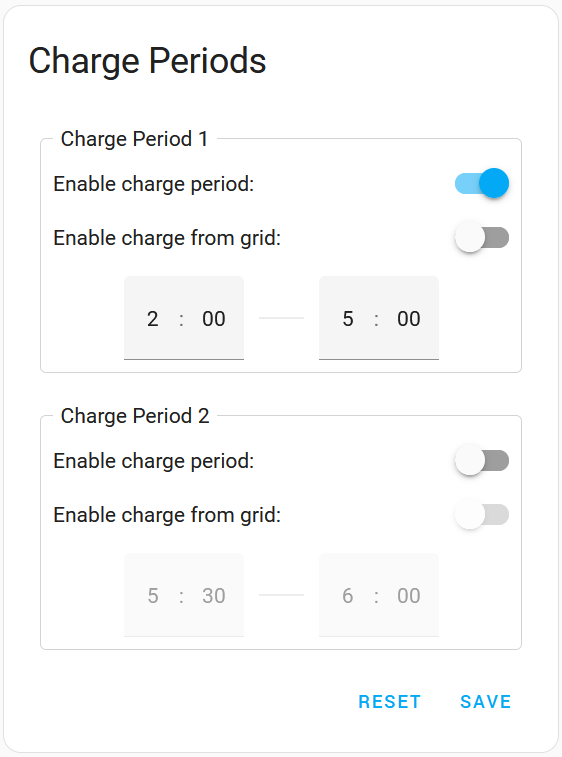 Charge Periods
Charge Period 1
Enable charge period:
Enable charge from grid:
2 : 00 5 : 00
Charge Period 2
Enable charge period:
Enable charge from grid:
5 : 30 6 : 00
RESET SAVE